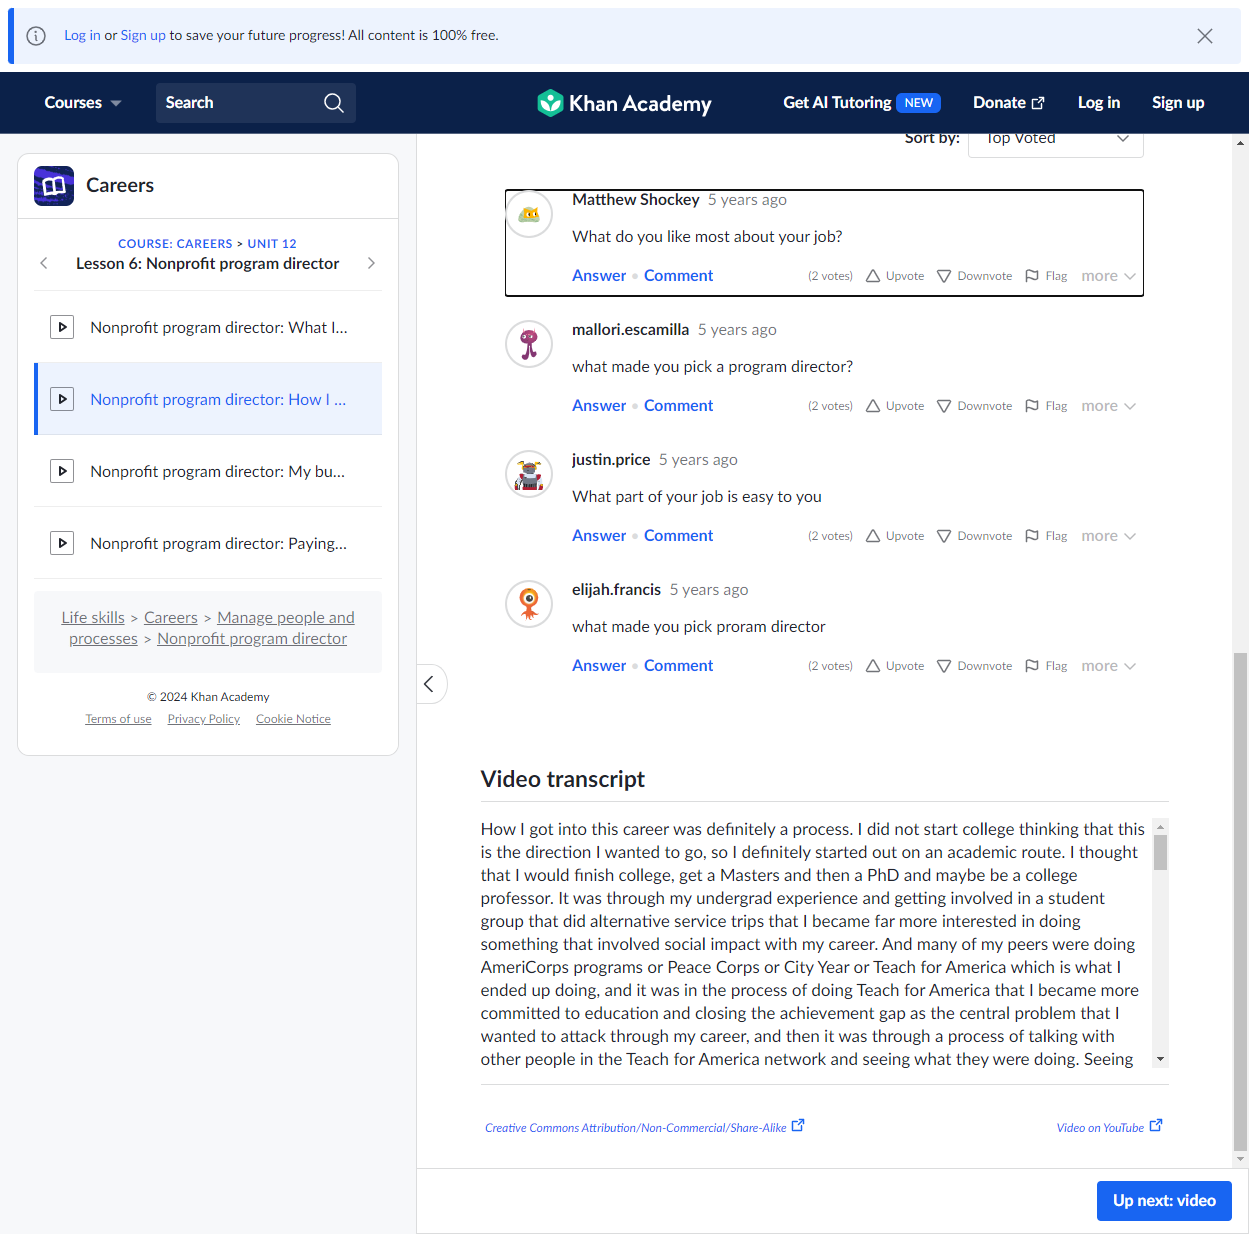 Log in or Sign up to save your future progress! All content is 100% free.
Courses
Search
Khan Academy
Get AI Tutoring NEW
Donate
Log in
Sign up
Careers
COURSE: CAREERS > UNIT 12
Lesson 6: Nonprofit program director
Nonprofit program director: What I...
Nonprofit program director: How I ...
Nonprofit program director: My bu...
Nonprofit program director: Paying...
Life skills > Careers > Manage people and
processes > Nonprofit program director
© 2024 Khan Academy
Terms of use Privacy Policy Cookie Notice
Sort by: Top Voted
Matthew Shockey 5 years ago
What do you like most about your job?
Answer • Comment (2 votes) Upvote Downvote Flag more
mallori.escamilla 5 years ago
what made you pick a program director?
Answer • Comment (2 votes) Upvote Downvote Flag more
justin.price 5 years ago
What part of your job is easy to you
Answer • Comment (2 votes) Upvote Downvote Flag more
elijah.francis 5 years ago
what made you pick proram director
Answer • Comment (2 votes) Upvote Downvote Flag more
Video transcript
How I got into this career was definitely a process. I did not start college thinking that this
is the direction I wanted to go, so I definitely started out on an academic route. I thought
that I would finish college, get a Masters and then a PhD and maybe be a college
professor. It was through my undergrad experience and getting involved in a student
group that did alternative service trips that I became far more interested in doing
something that involved social impact with my career. And many of my peers were doing
AmeriCorps programs or Peace Corps or City Year or Teach for America which is what I
ended up doing, and it was in the process of doing Teach for America that I became more
committed to education and closing the achievement gap as the central problem that I
wanted to attack through my career, and then it was through a process of talking with
other people in the Teach for America network and seeing what they were doing. Seeing
Creative Commons Attribution/Non-Commercial/Share-Alike
Video on YouTube
Up next: video